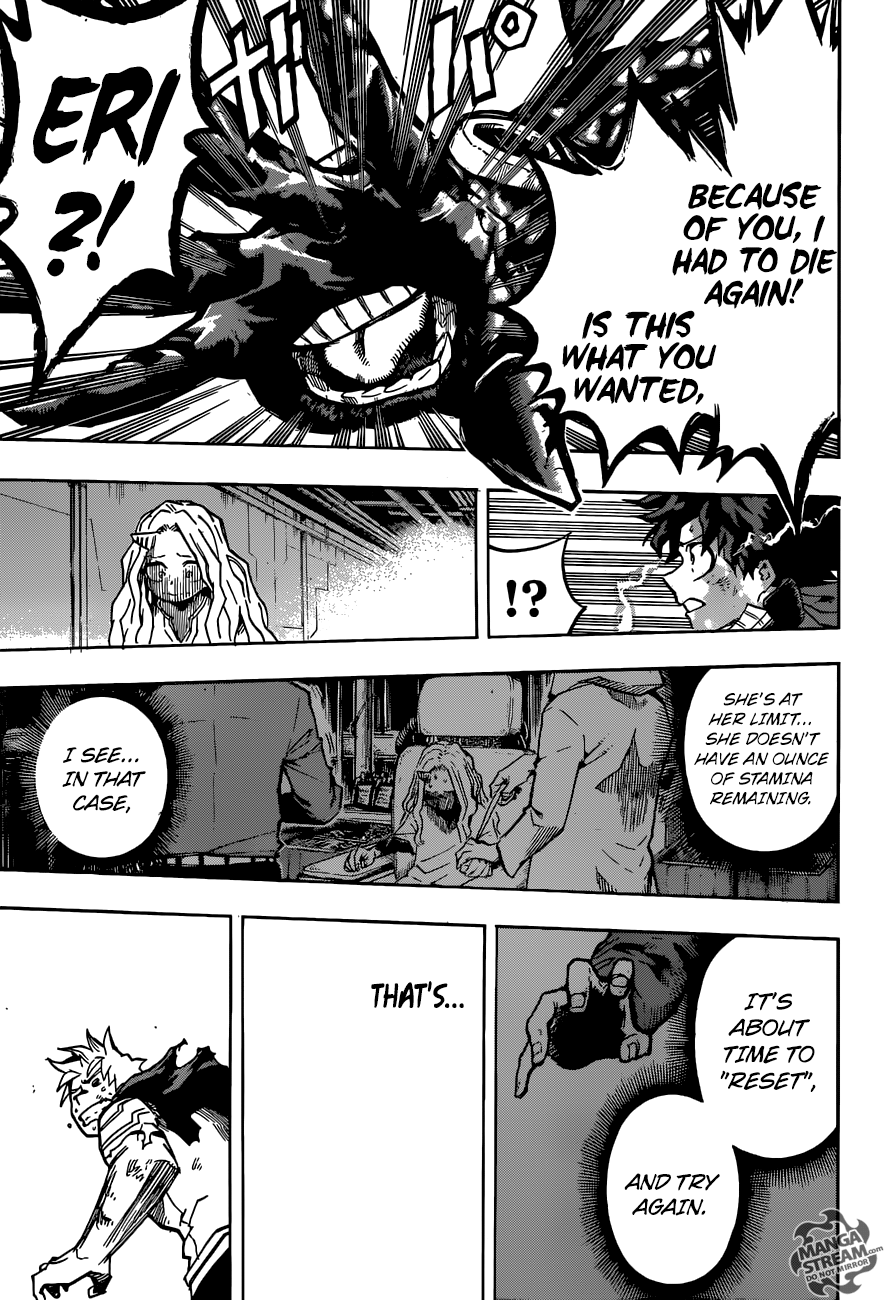 BECAUSE
OF YOU, I
HAD TO DIE
AGAIN!
IS THIS
WHAT YOU
WANTED,
ERI
?!
!?
SHE'S AT
HER LIMIT...
SHE DOESN'T
HAVE AN OUNCE
OF STAMINA
REMAINING.
I SEE...
IN THAT
CASE,
IT'S
ABOUT
TIME TO
"RESET",
AND TRY
AGAIN.
THAT'S...
MANGA
STREAM.com
DO NOT MIRROR